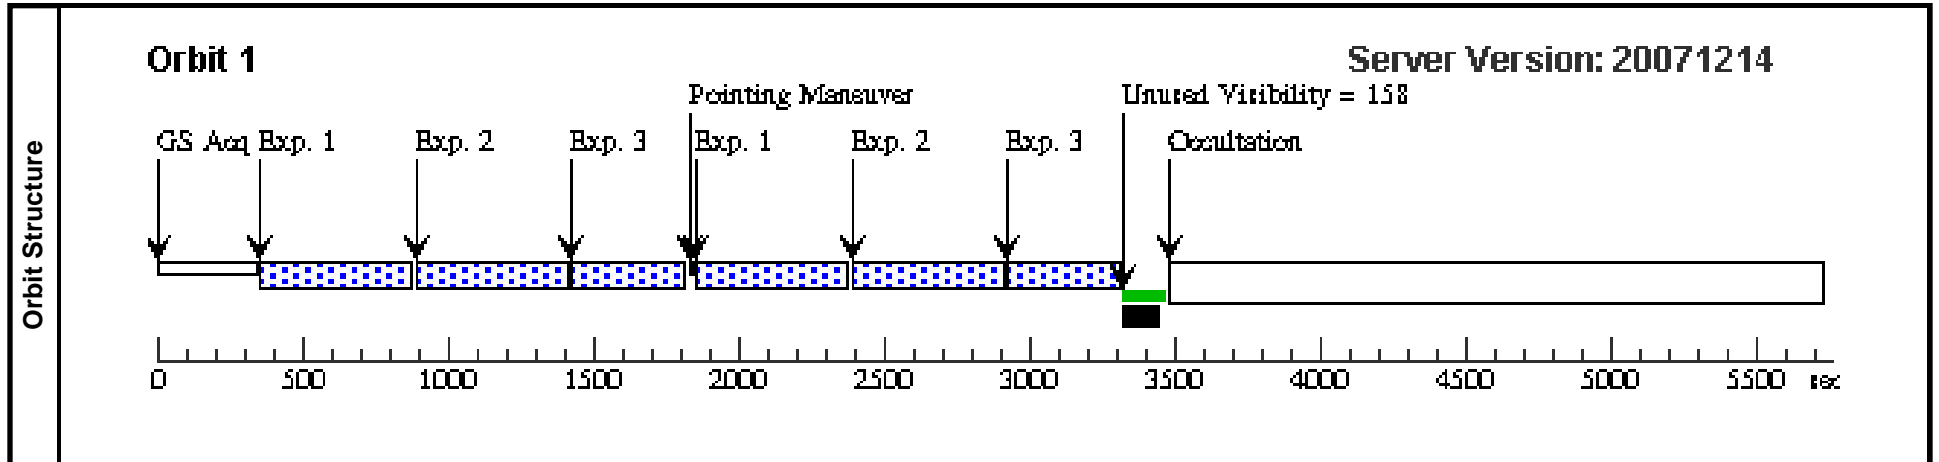 Orbit Structure
Orbit 1
Server Version: 20071214
Pointing Maneuver
Unused Visibility = 158
GS Acq
Exp. 1
Exp. 2
Exp. 3
Exp. 1
Exp. 2
Exp. 3
Occultation
0 500 1000 1500 2000 2500 3000 3500 4000 4500 5000 5500 sec